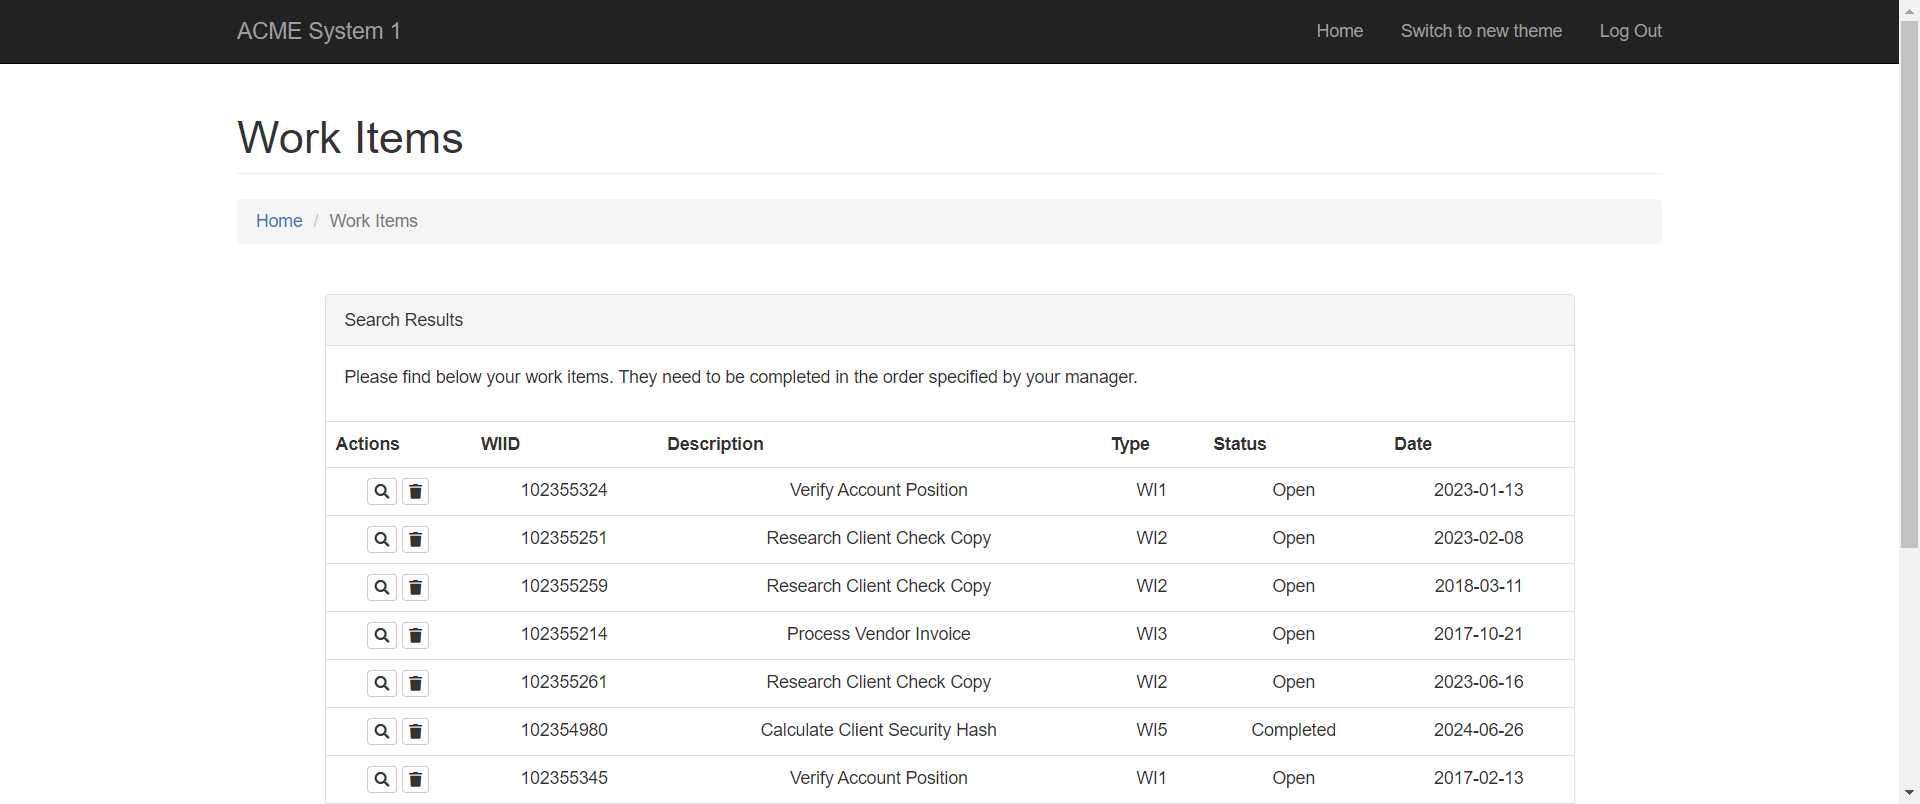 ACME System 1 Home Switch to new theme Log Out
Work Items
Home / Work Items
Search Results
Please find below your work items. They need to be completed in the order specified by your manager.
Actions WIID Description Type Status Date
102355324 Verify Account Position WI1 Open 2023-01-13
102355251 Research Client Check Copy WI2 Open 2023-02-08
102355259 Research Client Check Copy WI2 Open 2018-03-11
102355214 Process Vendor Invoice WI3 Open 2017-10-21
102355261 Research Client Check Copy WI2 Open 2023-06-16
102354980 Calculate Client Security Hash WI5 Completed 2024-06-26
102355345 Verify Account Position WI1 Open 2017-02-13